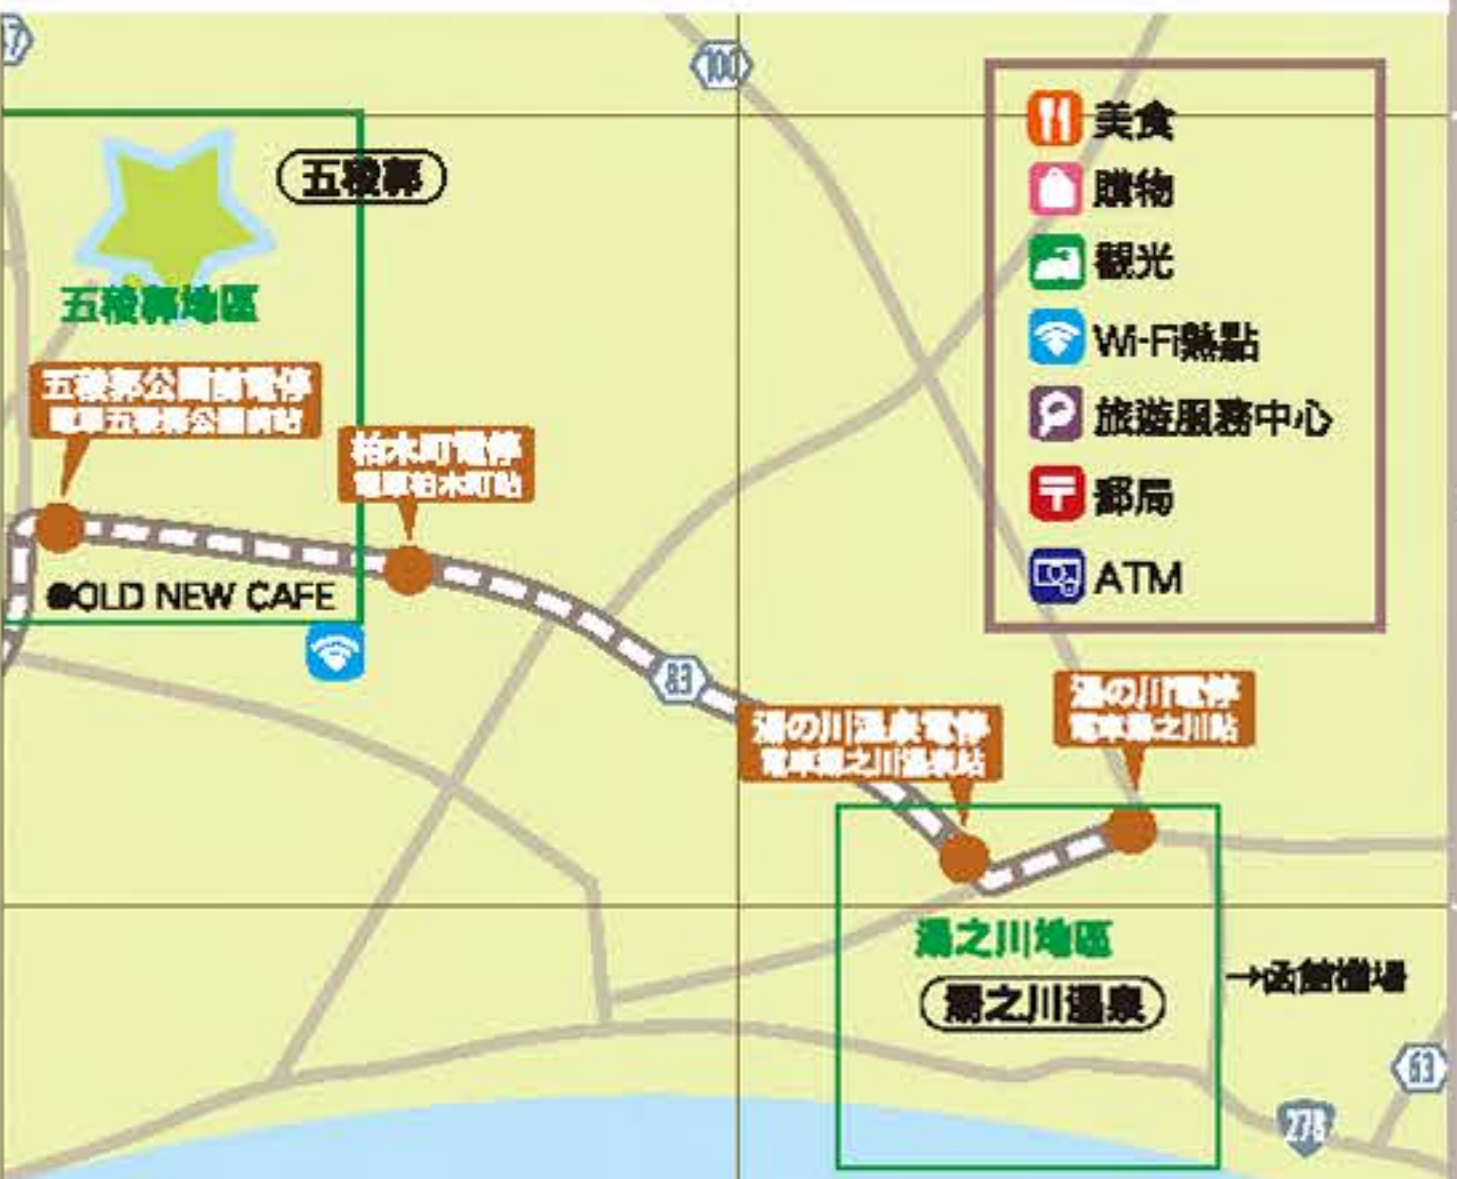 57
100
美食
購物
觀光
Wi-Fi熱點
旅遊服務中心
郵局
ATM
五稜郭
五稜郭地區
五稜郭公園前電停
電車五稜郭公園前站
柏木町電停
電車柏木町站
●OLD NEW CAFE
83
湯の川温泉電停
電車湯之川温泉站
湯の川電停
電車湯之川站
湯之川地區
湯之川温泉
→函館機場
63
278